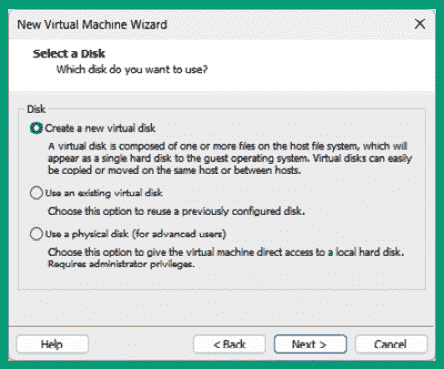 New Virtual Machine Wizard
Select a Disk
Which disk do you want to use?
Disk
Create a new virtual disk
A virtual disk is composed of one or more files on the host file system, which will
appear as a single hard disk to the guest operating system. Virtual disks can easily
be copied or moved on the same host or between hosts.
Use an existing virtual disk
Choose this option to reuse a previously configured disk.
Use a physical disk (for advanced users)
Choose this option to give the virtual machine direct access to a local hard disk.
Requires administrator privileges.
Help
< Back
Next >
Cancel